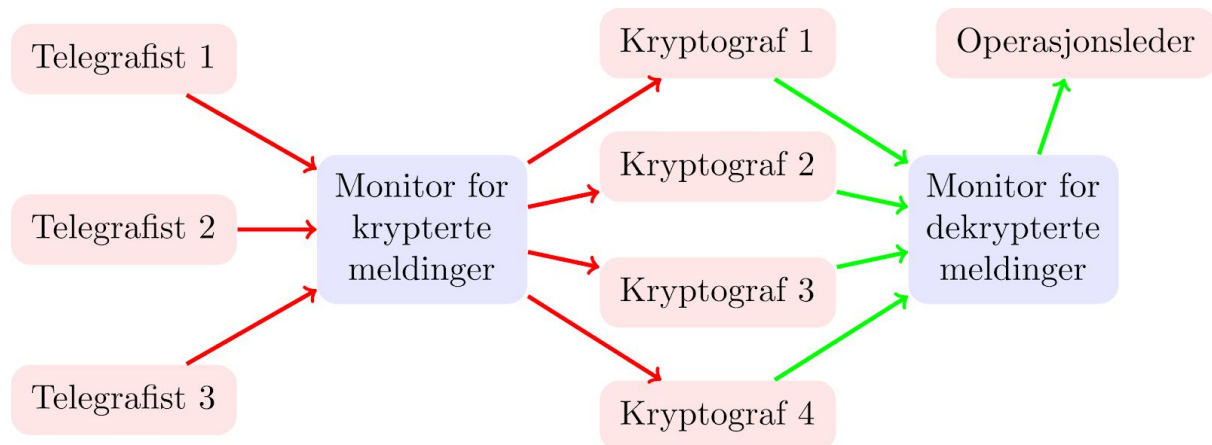 Telegrafist 1
Telegrafist 2
Telegrafist 3
Monitor for
krypterte
meldinger
Kryptograf 1
Kryptograf 2
Kryptograf 3
Kryptograf 4
Monitor for
dekrypterte
meldinger
Operasjonsleder